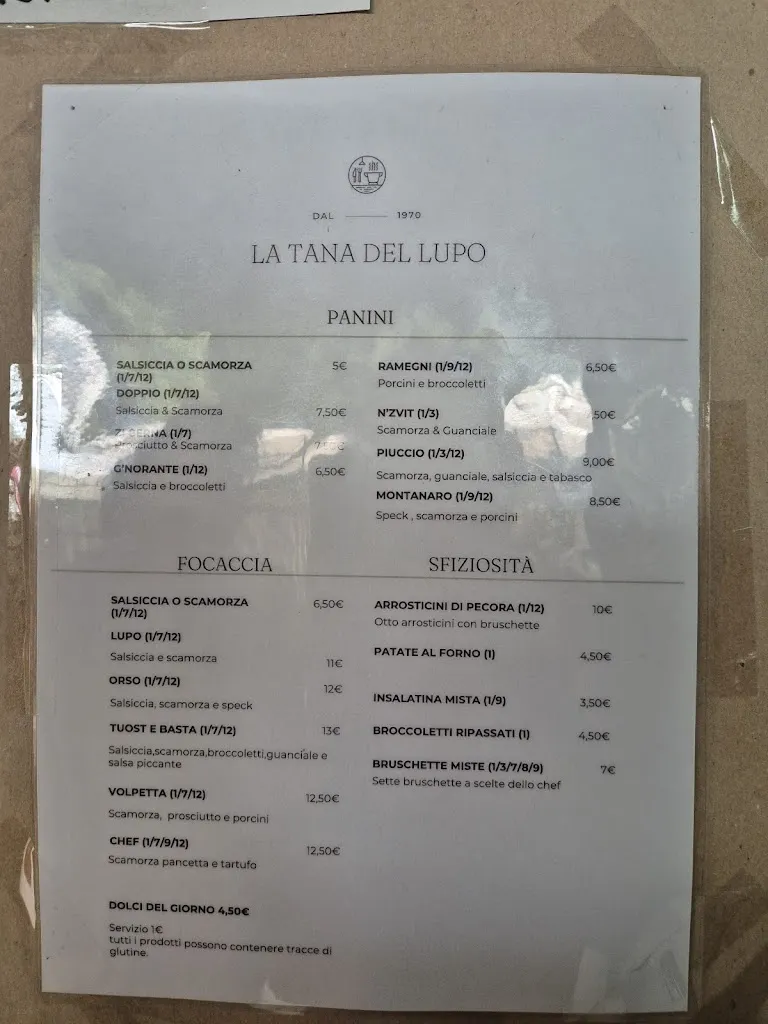 DAL 1970
LA TANA DEL LUPO
PANINI
SALSICCIA O SCAMORZA 5€
(1/7/12)
DOPPIO (1/7/12)
Salsiccia & Scamorza 7,50€
(1/7)
Prosciutto & Scamorza
G'NORANTE (1/12) 6,50€
Salsiccia e broccoletti
RAMEGNI (1/9/12) 6,50€
Porcini e broccoletti
N'ZVIT (1/3) 50€
Scamorza & Guanciale
PIUCCIO (1/3/12) 9,00€
Scamorza, guanciale, salsiccia e tabasco
MONTANARO (1/9/12) 8,50€
Speck , scamorza e porcini
FOCACCIA
SALSICCIA O SCAMORZA 6,50€
(1/7/12)
LUPO (1/7/12)
Salsiccia e scamorza 11€
ORSO (1/7/12) 12€
Salsiccia, scamorza e speck
TUOST E BASTA (1/7/12) 13€
Salsiccia,scamorza,broccoletti,guanciale e
salsa piccante
VOLPETTA (1/7/12) 12,50€
Scamorza, prosciutto e porcini
CHEF (1/7/9/12) 12,50€
Scamorza pancetta e tartufo
DOLCI DEL GIORNO 4,50€
Servizio 1€
tutti i prodotti possono contenere tracce di
glutine.
SFIZIOSITÀ
ARROSTICINI DI PECORA (1/12) 10€
Otto arrosticini con bruschette
PATATE AL FORNO (1) 4,50€
INSALATINA MISTA (1/9) 3,50€
BROCCOLETTI RIPASSATI (1) 4,50€
BRUSCHETTE MISTE (1/3/7/8/9) 7€
Sette bruschette a scelte dello chef